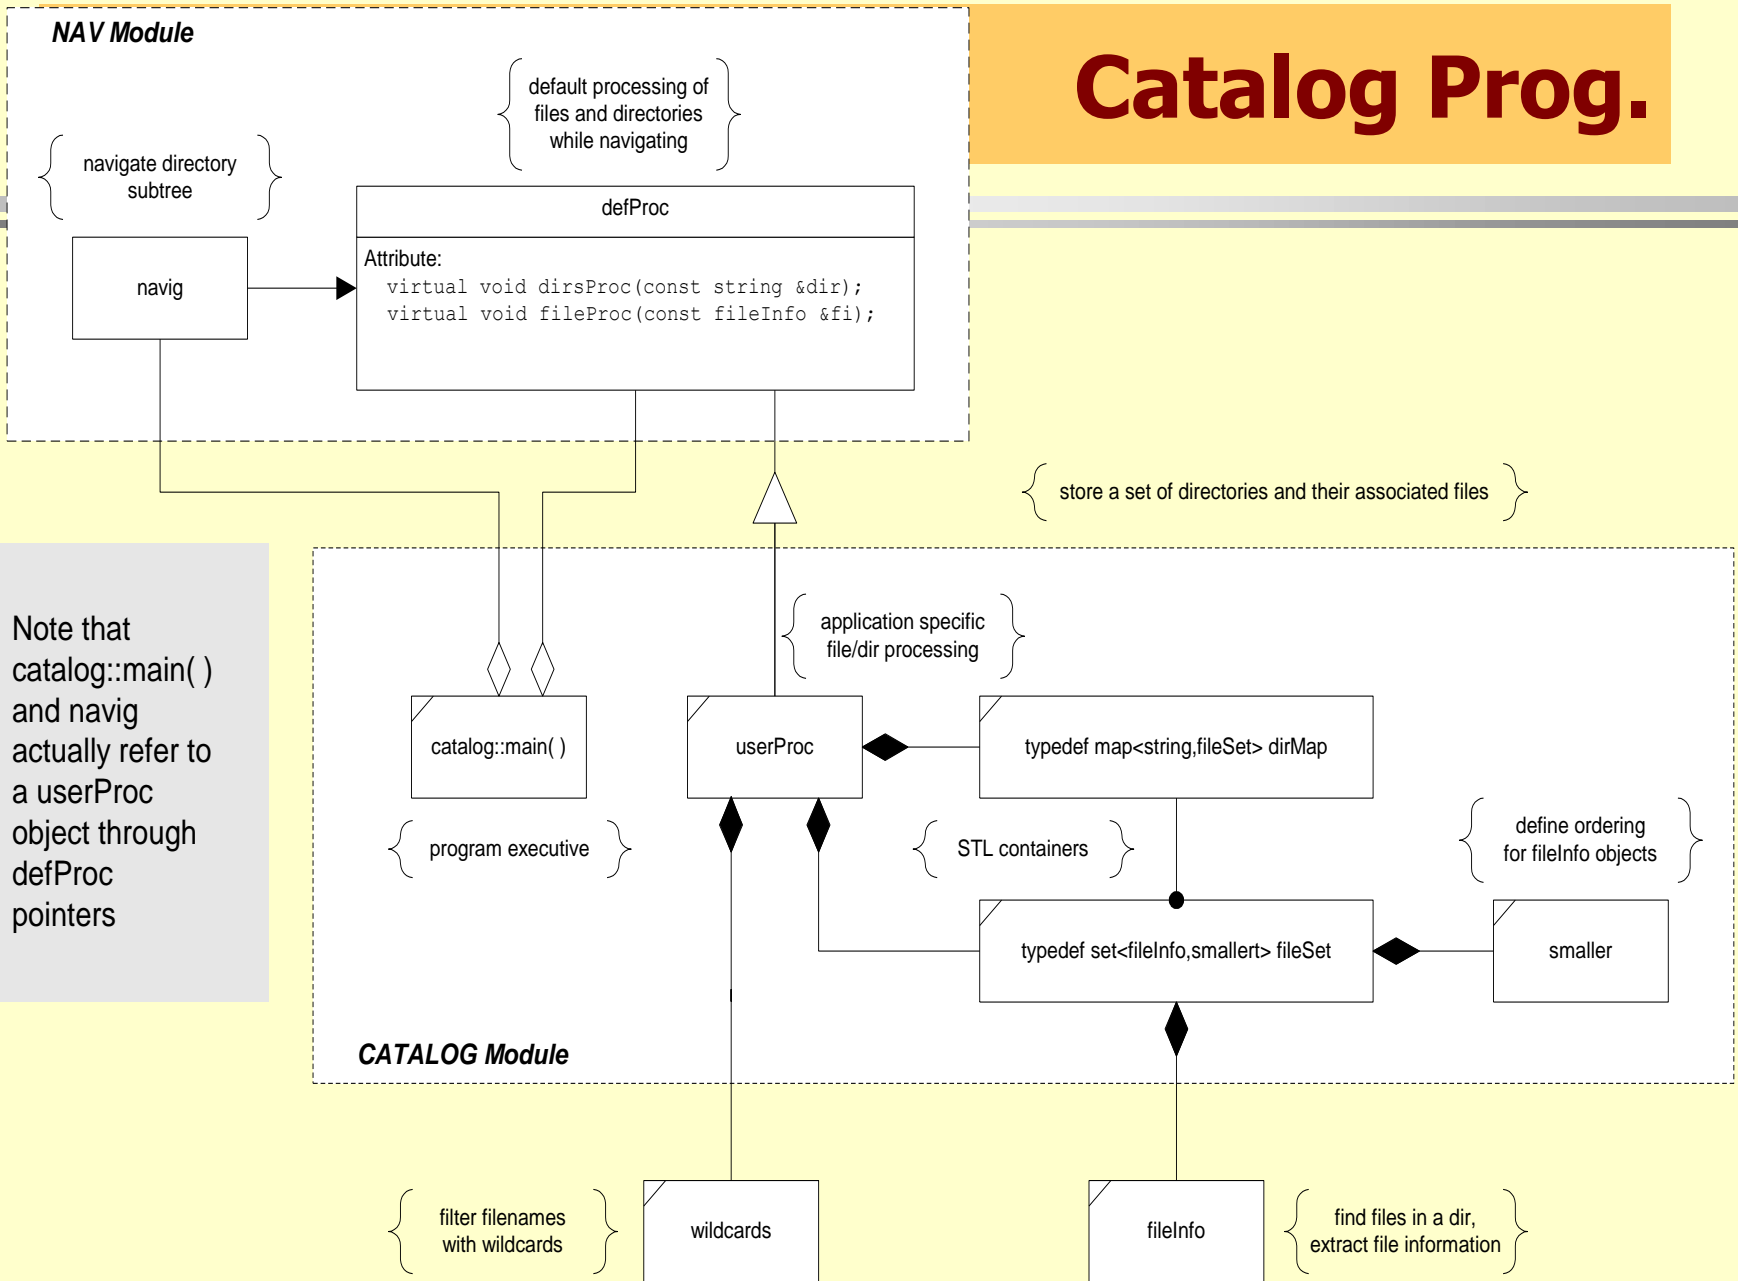 NAV Module
Catalog Prog.
default processing of
files and directories
while navigating
navigate directory
subtree
defProc
Attribute:
virtual void dirsProc(const string &dir);
virtual void fileProc(const fileInfo &fi);
navig
store a set of directories and their associated files
Note that
catalog::main( )
and navig
actually refer to
a userProc
object through
defProc
pointers
application specific
file/dir processing
catalog::main( )
userProc
typedef map<string,fileSet> dirMap
program executive
STL containers
define ordering
for fileInfo objects
typedef set<fileInfo,smallert> fileSet
smaller
CATALOG Module
filter filenames
with wildcards
wildcards
fileInfo
find files in a dir,
extract file information